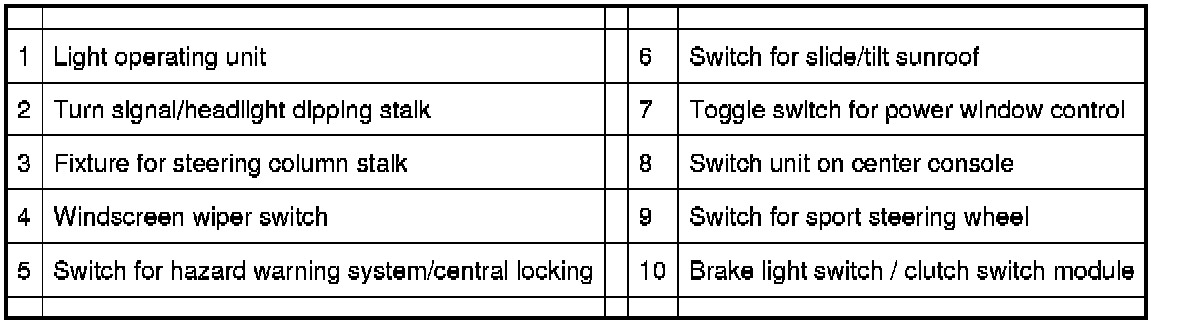 1 Light operating unit 6 Switch for slide/tilt sunroof
2 Turn signal/headlight dipping stalk 7 Toggle switch for power window control
3 Fixture for steering column stalk 8 Switch unit on center console
4 Windscreen wiper switch 9 Switch for sport steering wheel
5 Switch for hazard warning system/central locking 10 Brake light switch / clutch switch module